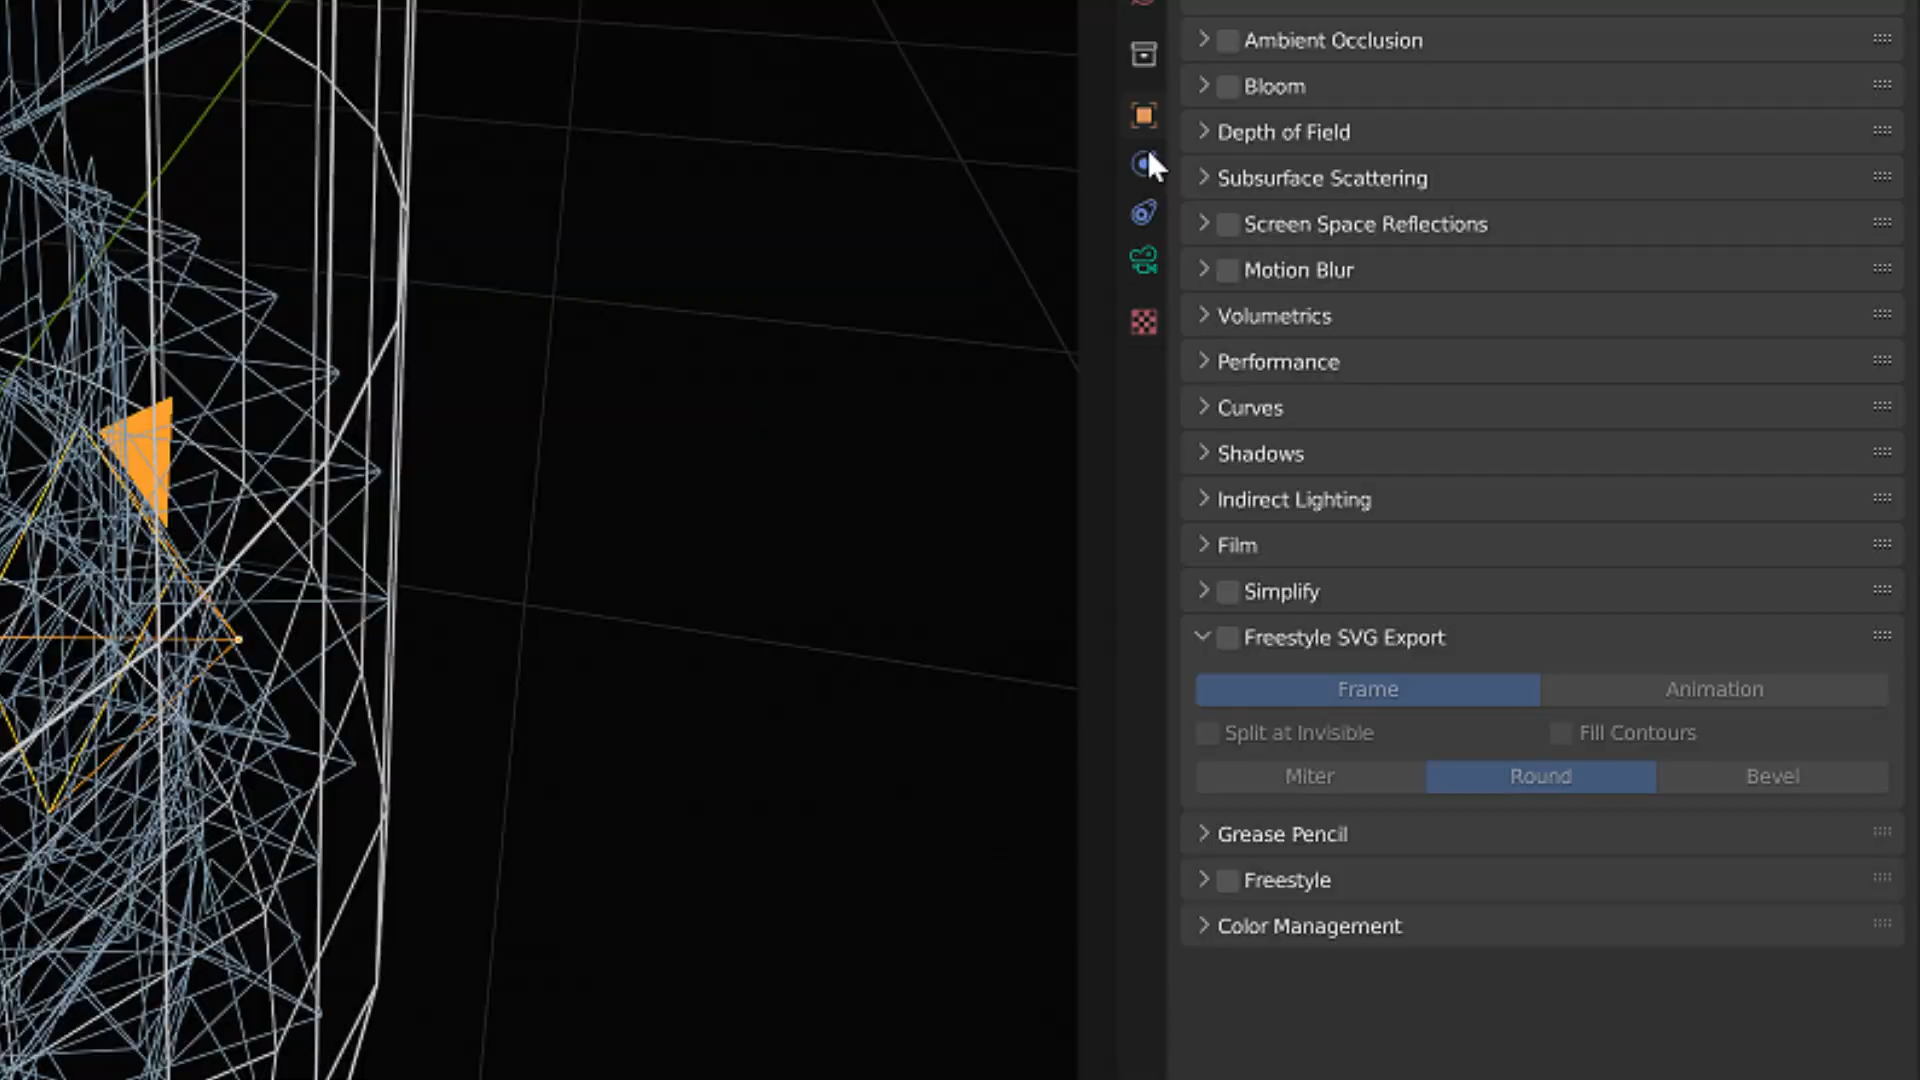 Ambient Occlusion
Bloom
Depth of Field
Subsurface Scattering
Screen Space Reflections
Motion Blur
Volumetrics
Performance
Curves
Shadows
Indirect Lighting
Film
Simplify
Freestyle SVG Export
Frame Animation
Split at Invisible Fill Contours
Miter Round Bevel
Grease Pencil
Freestyle
Color Management